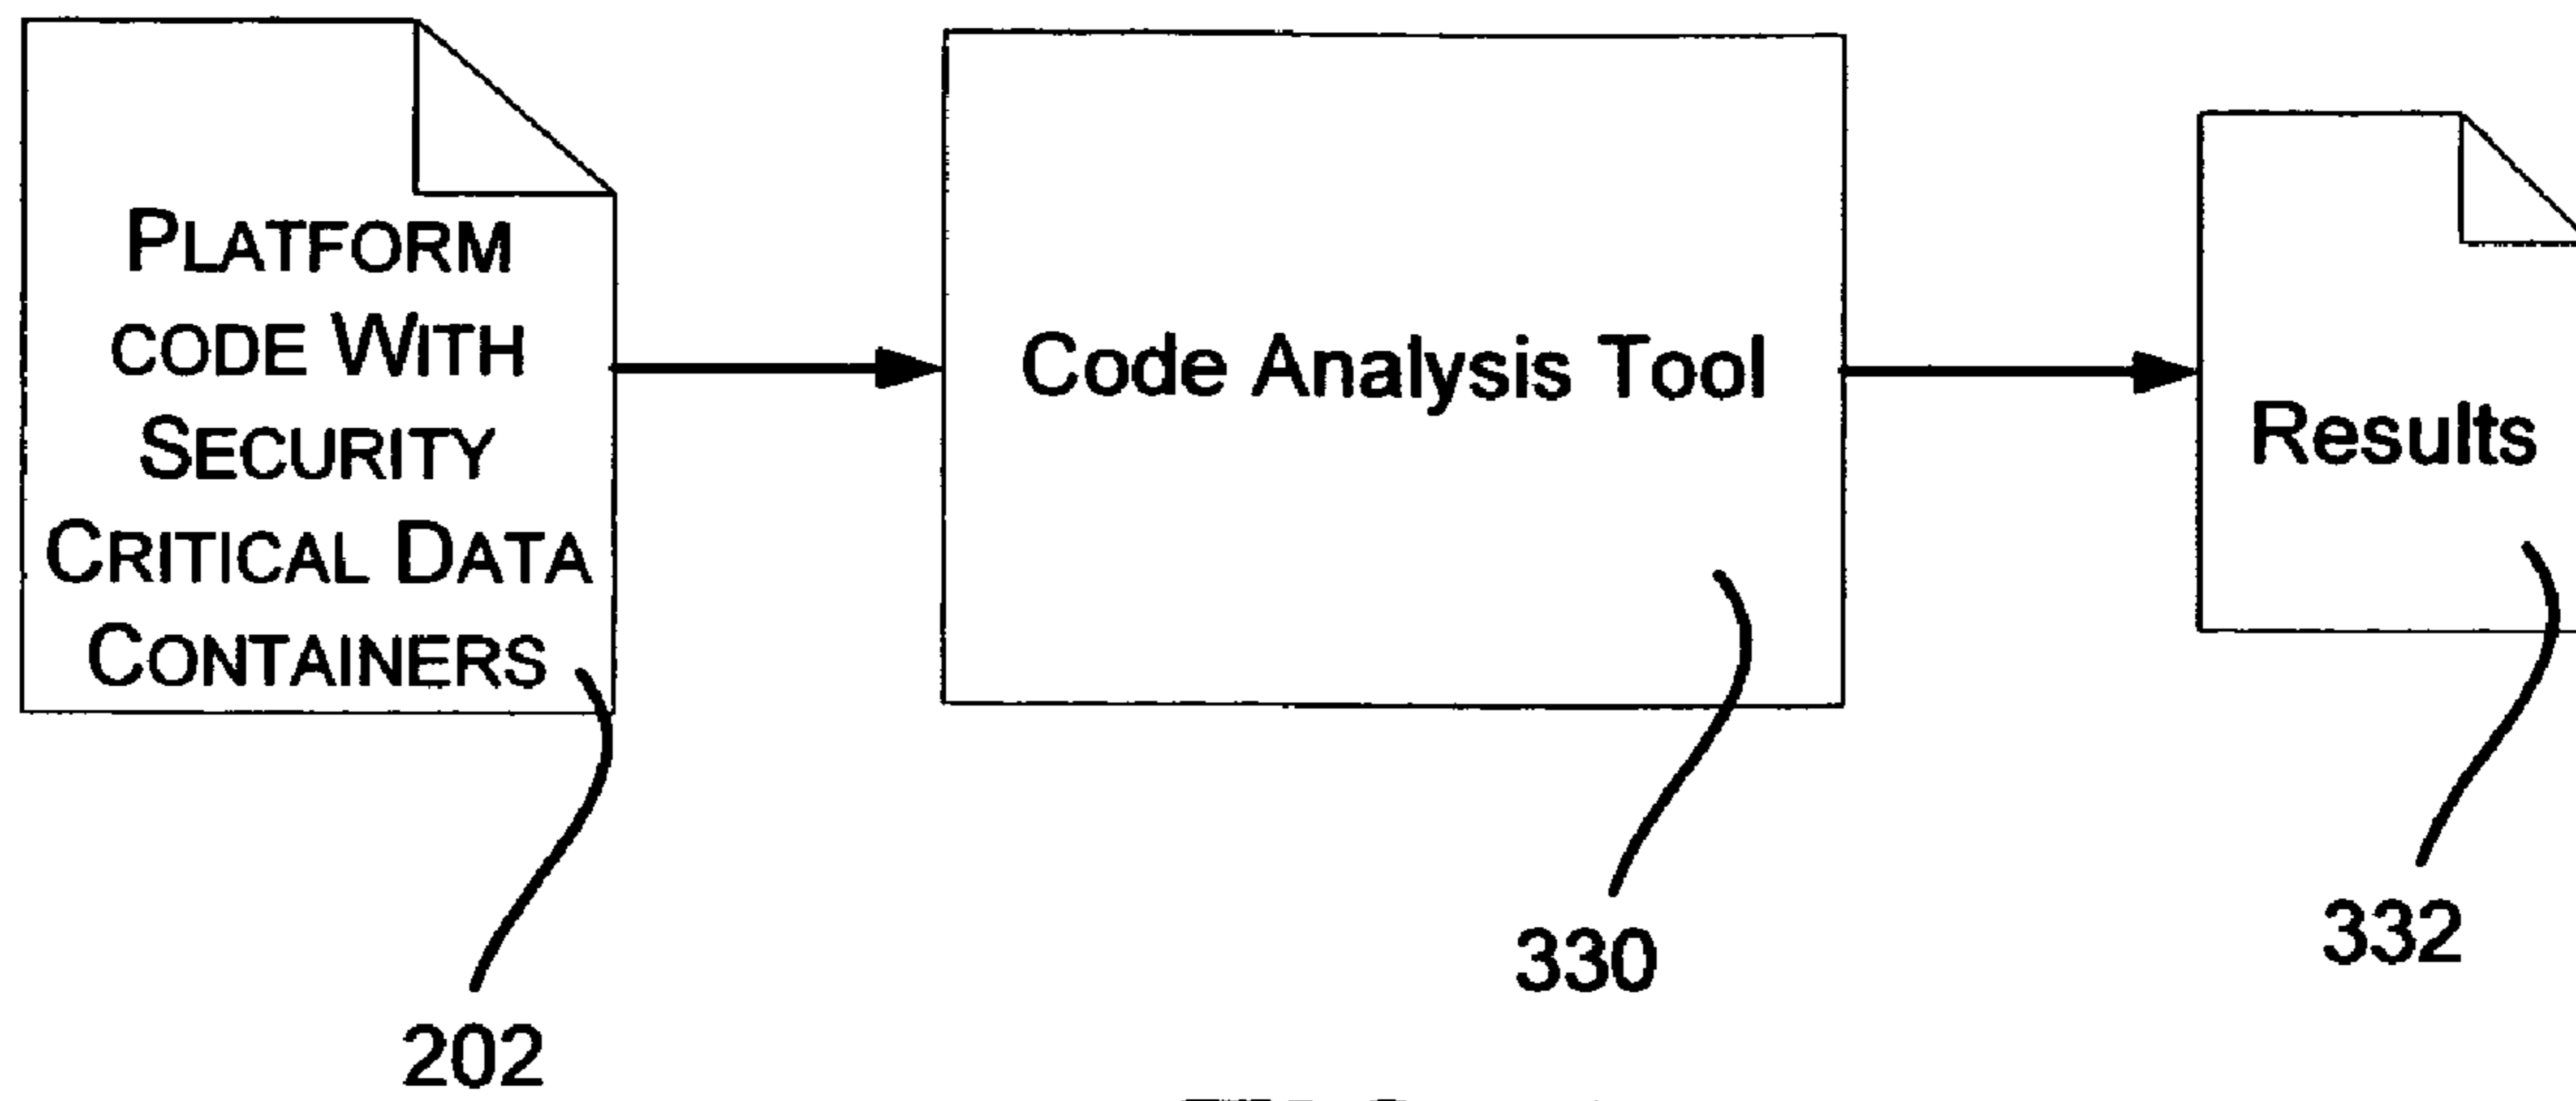 PLATFORM
CODE WITH
SECURITY
CRITICAL DATA
CONTAINERS
Code Analysis Tool
Results
202
330
332